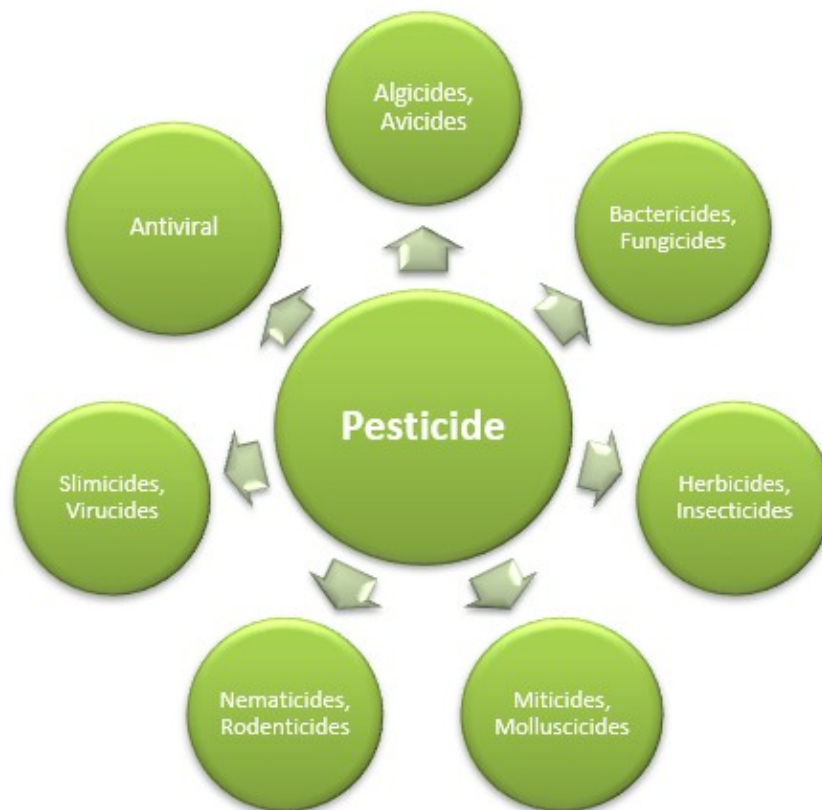 Algicides,
Avicides
Bactericides,
Fungicides
Herbicides,
Insecticides
Miticides,
Molluscicides
Nematicides,
Rodenticides
Slimicides,
Virucides
Antiviral
Pesticide